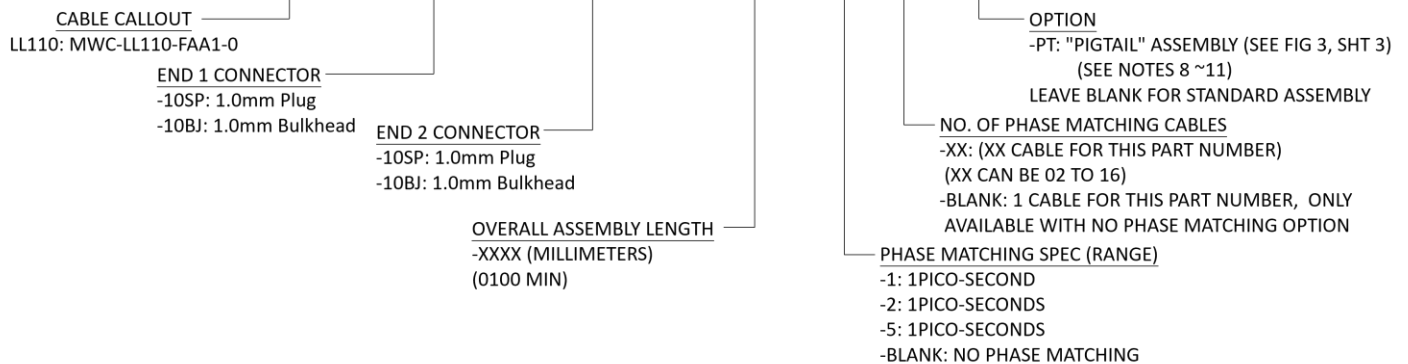 CABLE CALLOUT
LL110: MWC-LL110-FAA1-0
END 1 CONNECTOR
-10SP: 1.0mm Plug
-10BJ: 1.0mm Bulkhead
END 2 CONNECTOR
-10SP: 1.0mm Plug
-10BJ: 1.0mm Bulkhead
OVERALL ASSEMBLY LENGTH
-XXXX (MILLIMETERS)
(0100 MIN)
OPTION
-PT: "PIGTAIL" ASSEMBLY (SEE FIG 3, SHT 3)
(SEE NOTES 8 ~11)
LEAVE BLANK FOR STANDARD ASSEMBLY
NO. OF PHASE MATCHING CABLES
-XX: (XX CABLE FOR THIS PART NUMBER)
(XX CAN BE 02 TO 16)
-BLANK: 1 CABLE FOR THIS PART NUMBER, ONLY
AVAILABLE WITH NO PHASE MATCHING OPTION
PHASE MATCHING SPEC (RANGE)
-1: 1PICO-SECOND
-2: 1PICO-SECONDS
-5: 1PICO-SECONDS
-BLANK: NO PHASE MATCHING